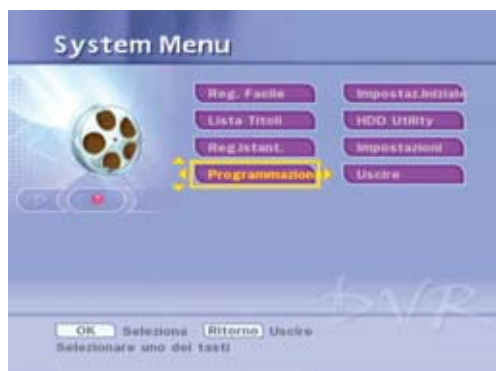 System Menu
Reg. Facile
Impostaz.Iniziale
Lista Titoli
HDD Utility
Reg.Istant.
Impostazioni
Programmazion
Uscire
DVR
OK Seleziona Ritorno Uscire
Selezionare uno dei tasti